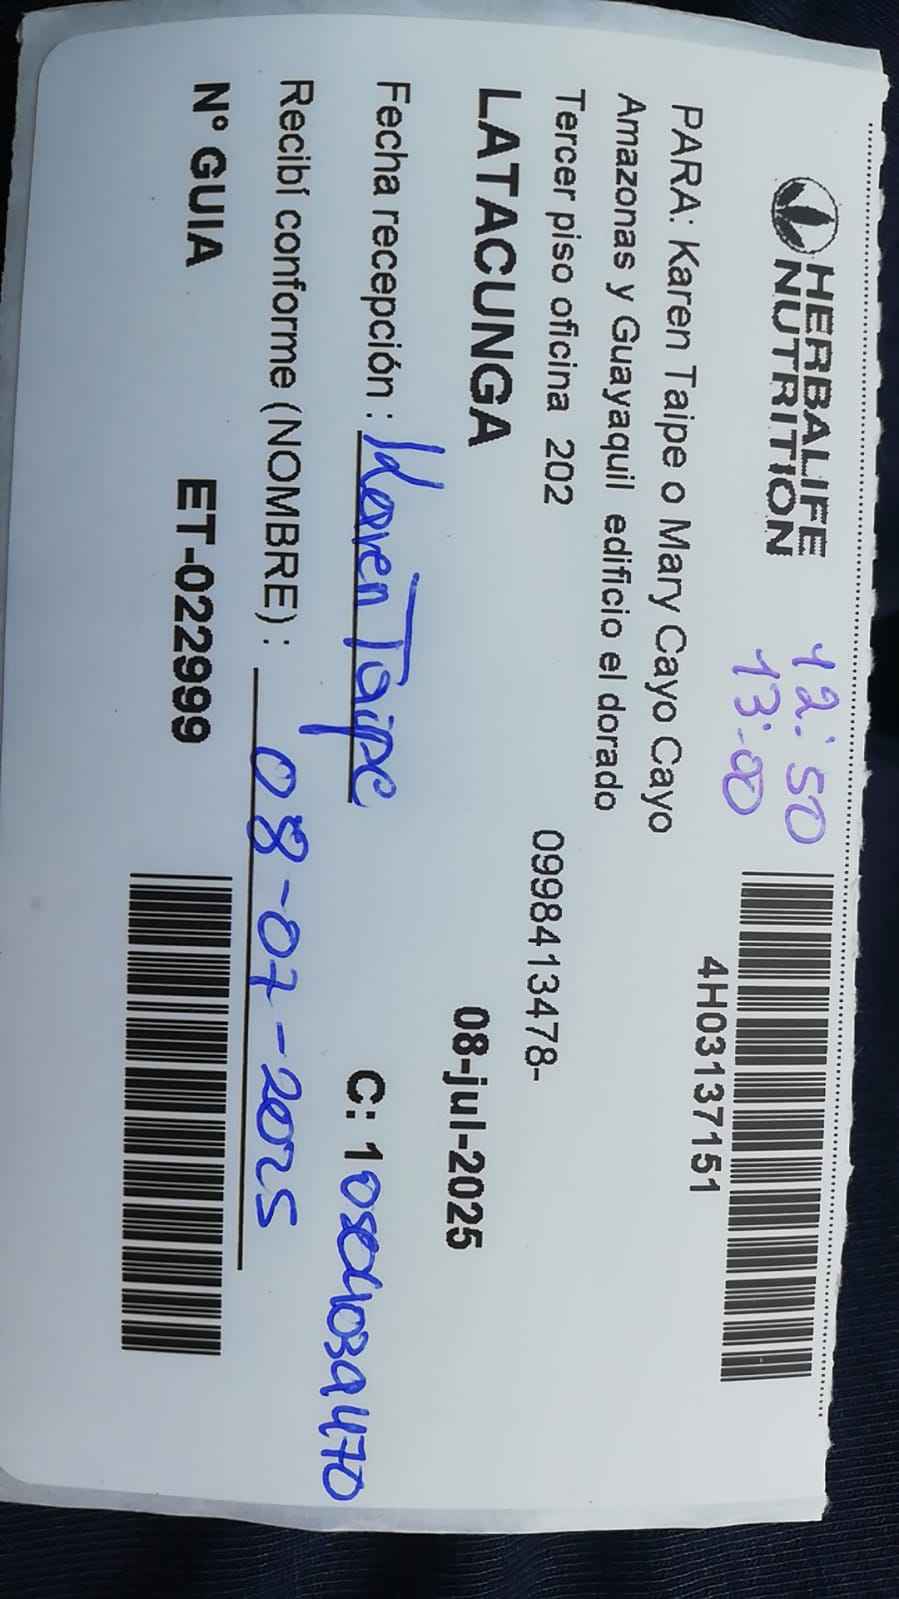 HERBALIFE
NUTRITION
12:50
13:00
4H03137151
PARA: Karen Taipe o Mary Cayo Cayo
Amazonas y Guayaquil edificio el dorado
Tercer piso oficina 202 0998413478-
LATACUNGA 08-jul-2025
Fecha recepción : Karen Taipe C: 1
Recibí conforme (NOMBRE) : 08-07-2025
N° GUIA ET-022999